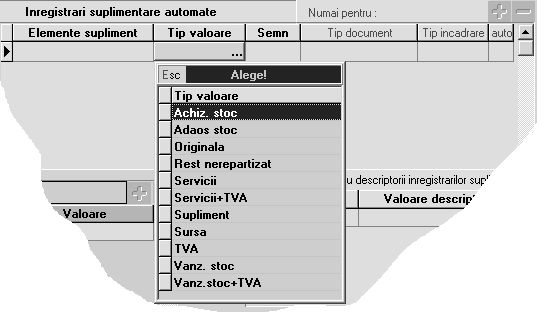 Inregistrari suplimentare automate Numai pentru :
Elemente supliment Tip valoare Semn Tip document Tip incadrare auto
...
Esc Alege!
Tip valoare
Achiz. stoc
Adaos stoc
Originala
Rest nerepartizat
Servicii
Servicii+TVA
Supliment
Sursa
TVA
Vanz. stoc
Vanz.stoc+TVA
u descriptorii inregistrarilor supli
Valoare Valoare descript